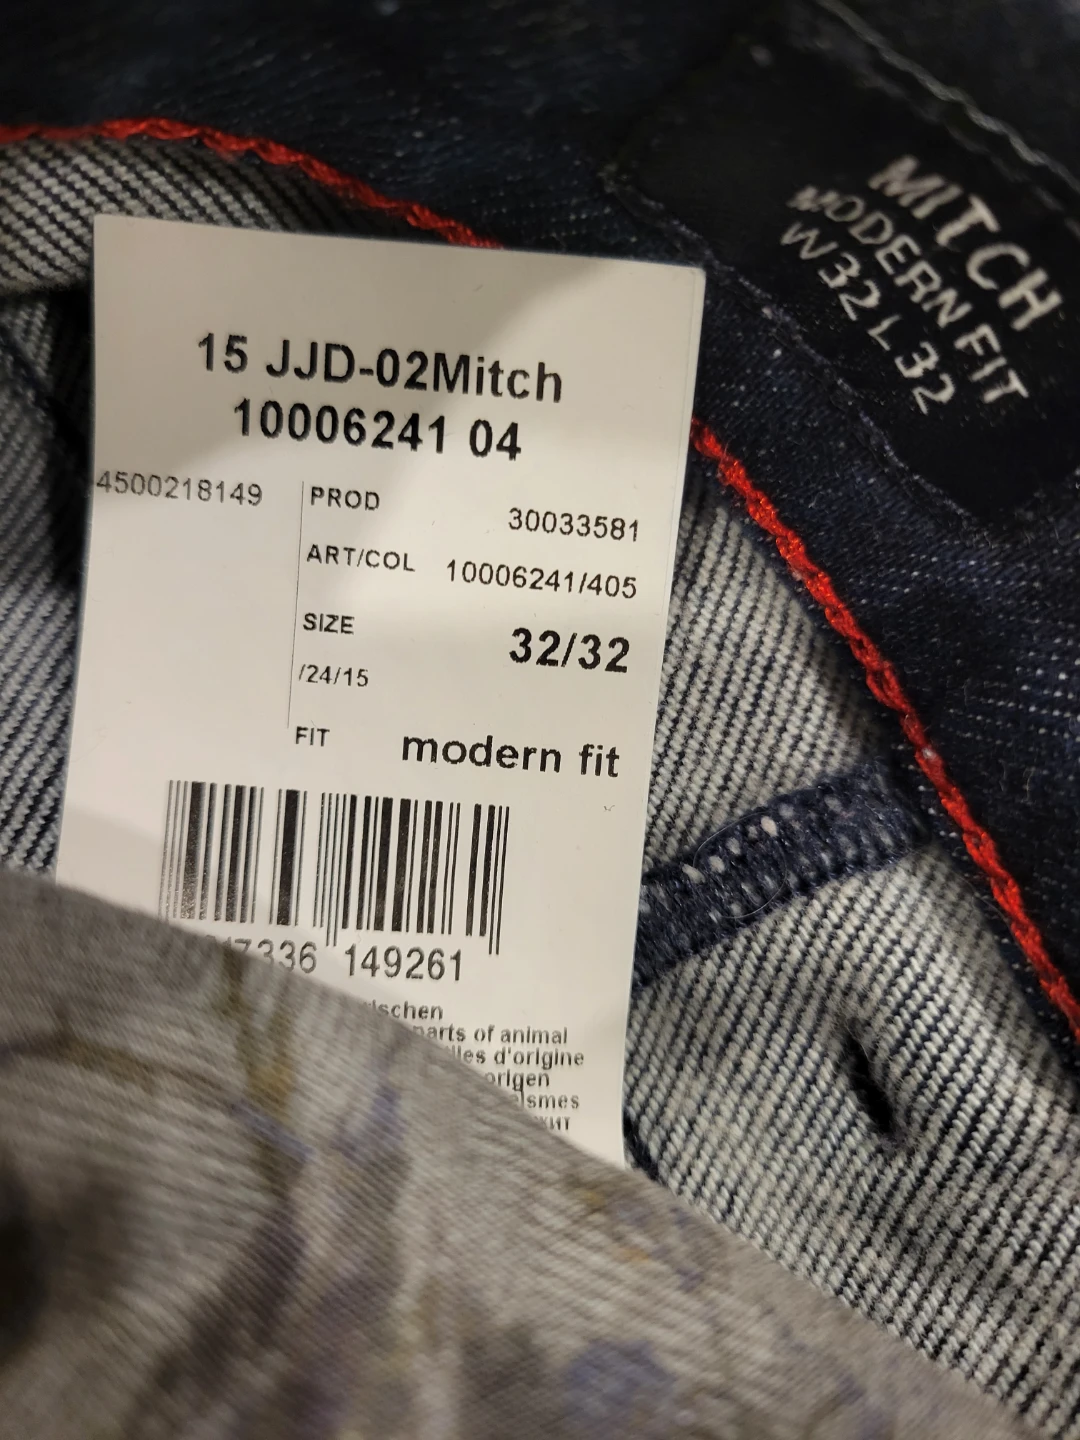 MITCH
MODERN FIT
W32 L32
15 JJD-02Mitch
10006241 04
4500218149
PROD 30033581
ART/COL 10006241/405
SIZE 32/32
/24/15
FIT modern fit
7336 149261
parts of animal
d'origine
origen